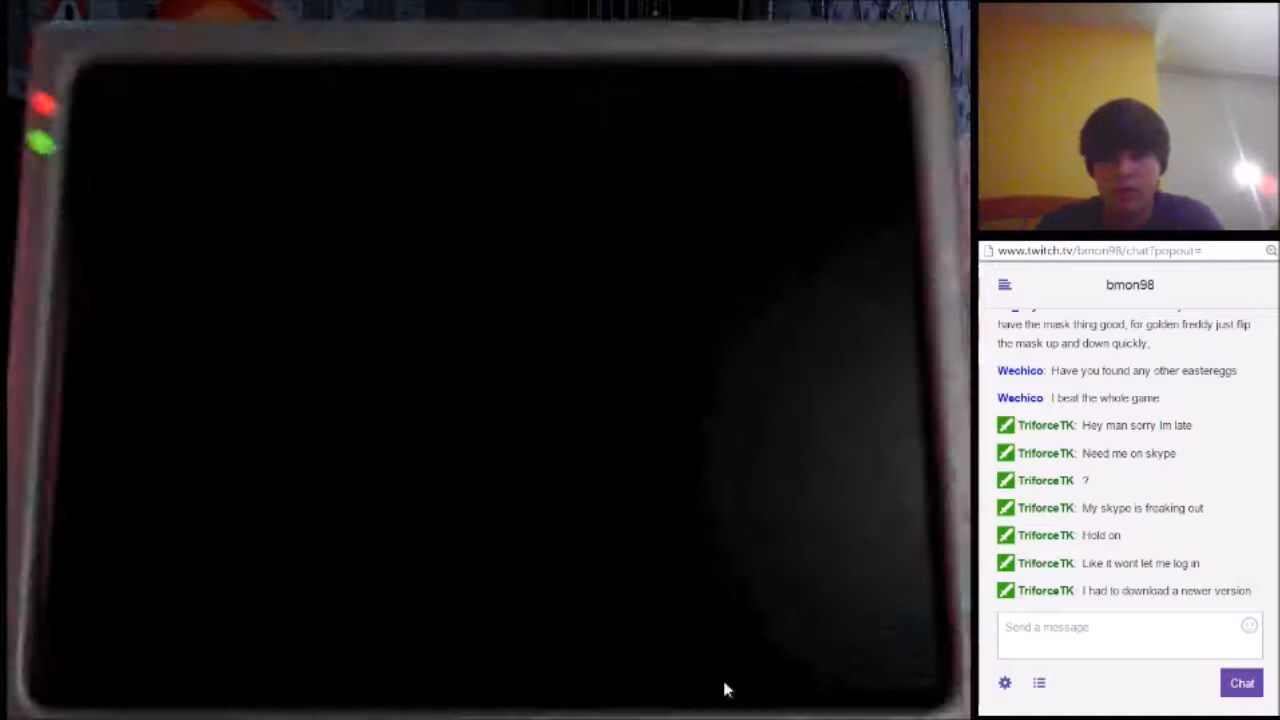 www.twitch.tv/bmon98/chat?popout=
bmon98
have the mask thing good, for golden freddy just flip
the mask up and down quickly,
Wechico: Have you found any other eastereggs
Wechico I beat the whole game
TriforceTK: Hey man sorry Im late
TriforceTK: Need me on skype
TriforceTK ?
TriforceTK: My skype is freaking out
TriforceTK: Hold on
TriforceTK: Like it wont let me log in
TriforceTK: I had to download a newer version
Send a message
Chat